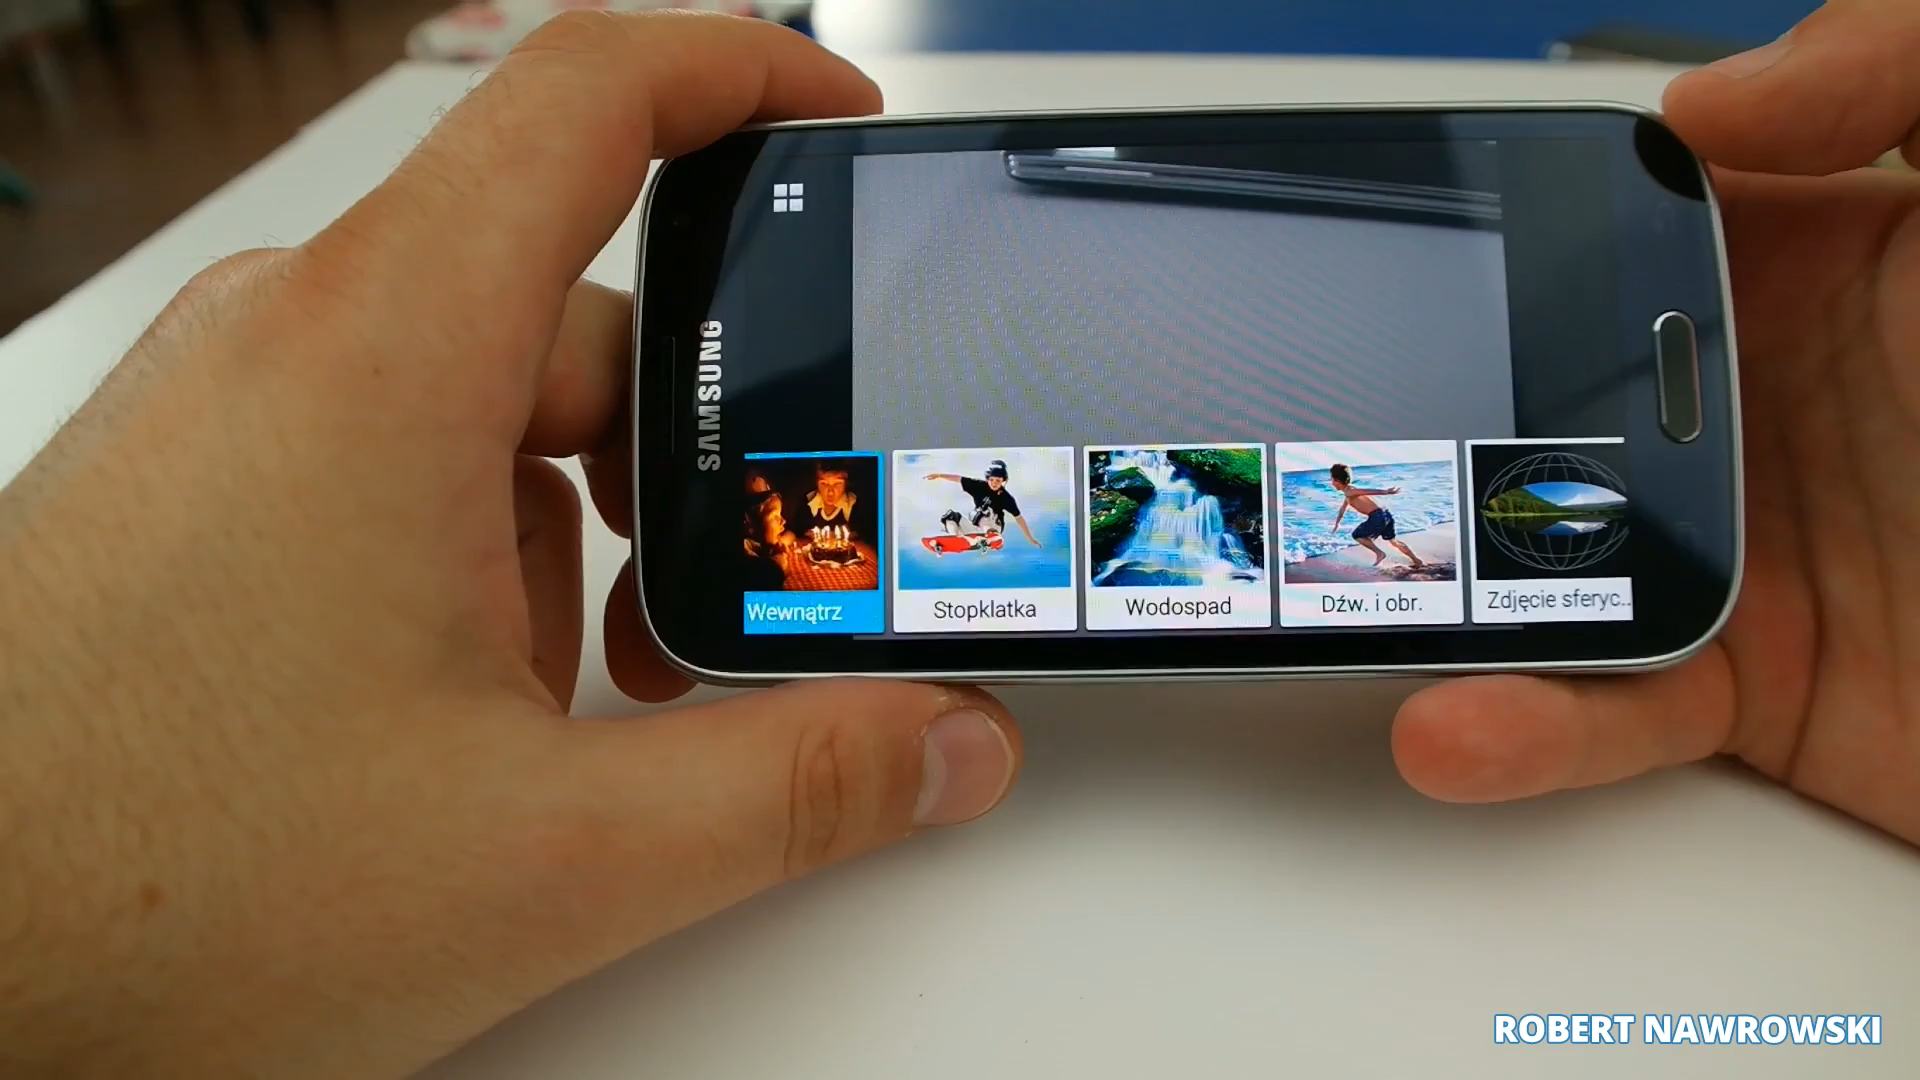 SAMSUNG
Wewnątrz
Stopklatka
Wodospad
Dźw. i obr.
Zdjęcie sferyc..
ROBERT NAWROWSKI